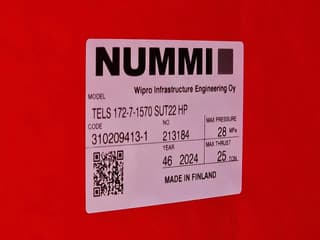 NUMMI
Wipro Infrastructure Engineering Oy
MODEL
TELS 172-7-1570 SUT22 HP
CODE NO MAX PRESSURE
310209413-1 213184 28 MPa
YEAR MAX THRUST
46 2024 25 TON
MADE IN FINLAND